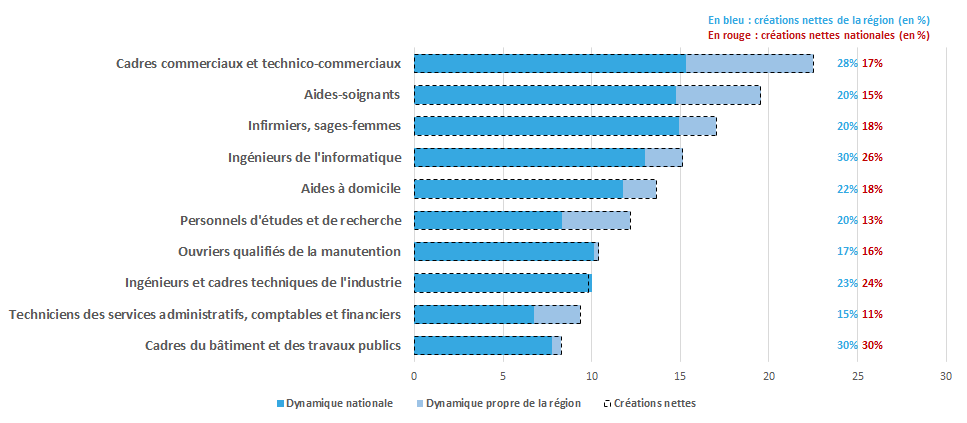 En bleu : créations nettes de la région (en %)
En rouge : créations nettes nationales (en %)
Cadres commerciaux et technico-commerciaux 28% 17%
Aides-soignants 20% 15%
Infirmiers, sages-femmes 20% 18%
Ingénieurs de l'informatique 30% 26%
Aides à domicile 22% 18%
Personnels d'études et de recherche 20% 13%
Ouvriers qualifiés de la manutention 17% 16%
Ingénieurs et cadres techniques de l'industrie 23% 24%
Techniciens des services administratifs, comptables et financiers 15% 11%
Cadres du bâtiment et des travaux publics 30% 30%
0 5 10 15 20 25 30
Dynamique nationale Dynamique propre de la région Créations nettes